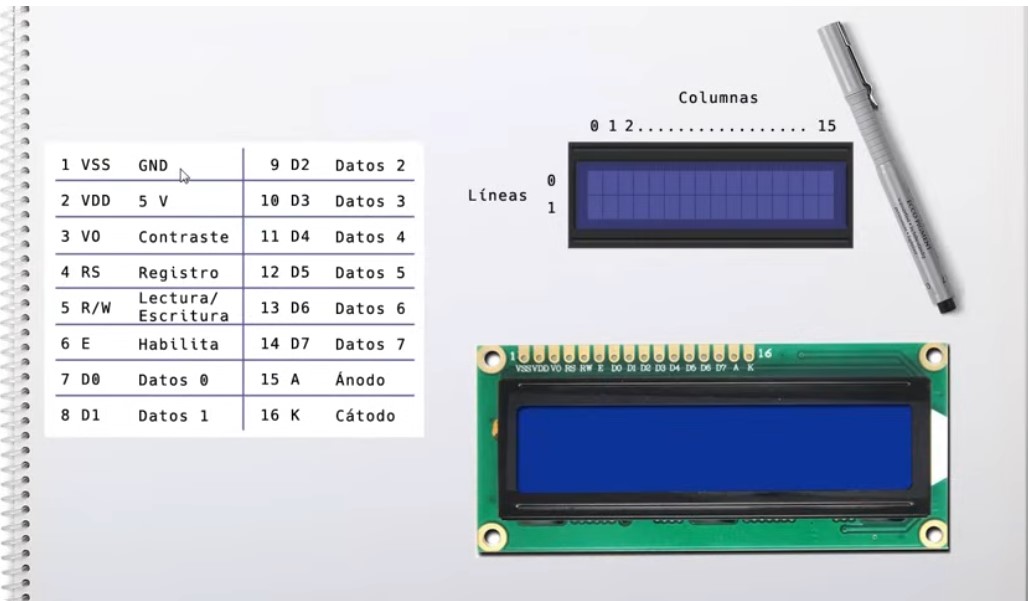 1 VSS GND
2 VDD 5 V
3 VO Contraste
4 RS Registro
5 R/W Lectura/
Escritura
6 E Habilita
7 D0 Datos 0
8 D1 Datos 1
9 D2 Datos 2
10 D3 Datos 3
11 D4 Datos 4
12 D5 Datos 5
13 D6 Datos 6
14 D7 Datos 7
15 A Ánodo
16 K Cátodo
Columnas
0 1 2................. 15
Líneas
0
1
1 16
VSS VDD VO RS RW E D0 D1 D2 D3 D4 D5 D6 D7 A K